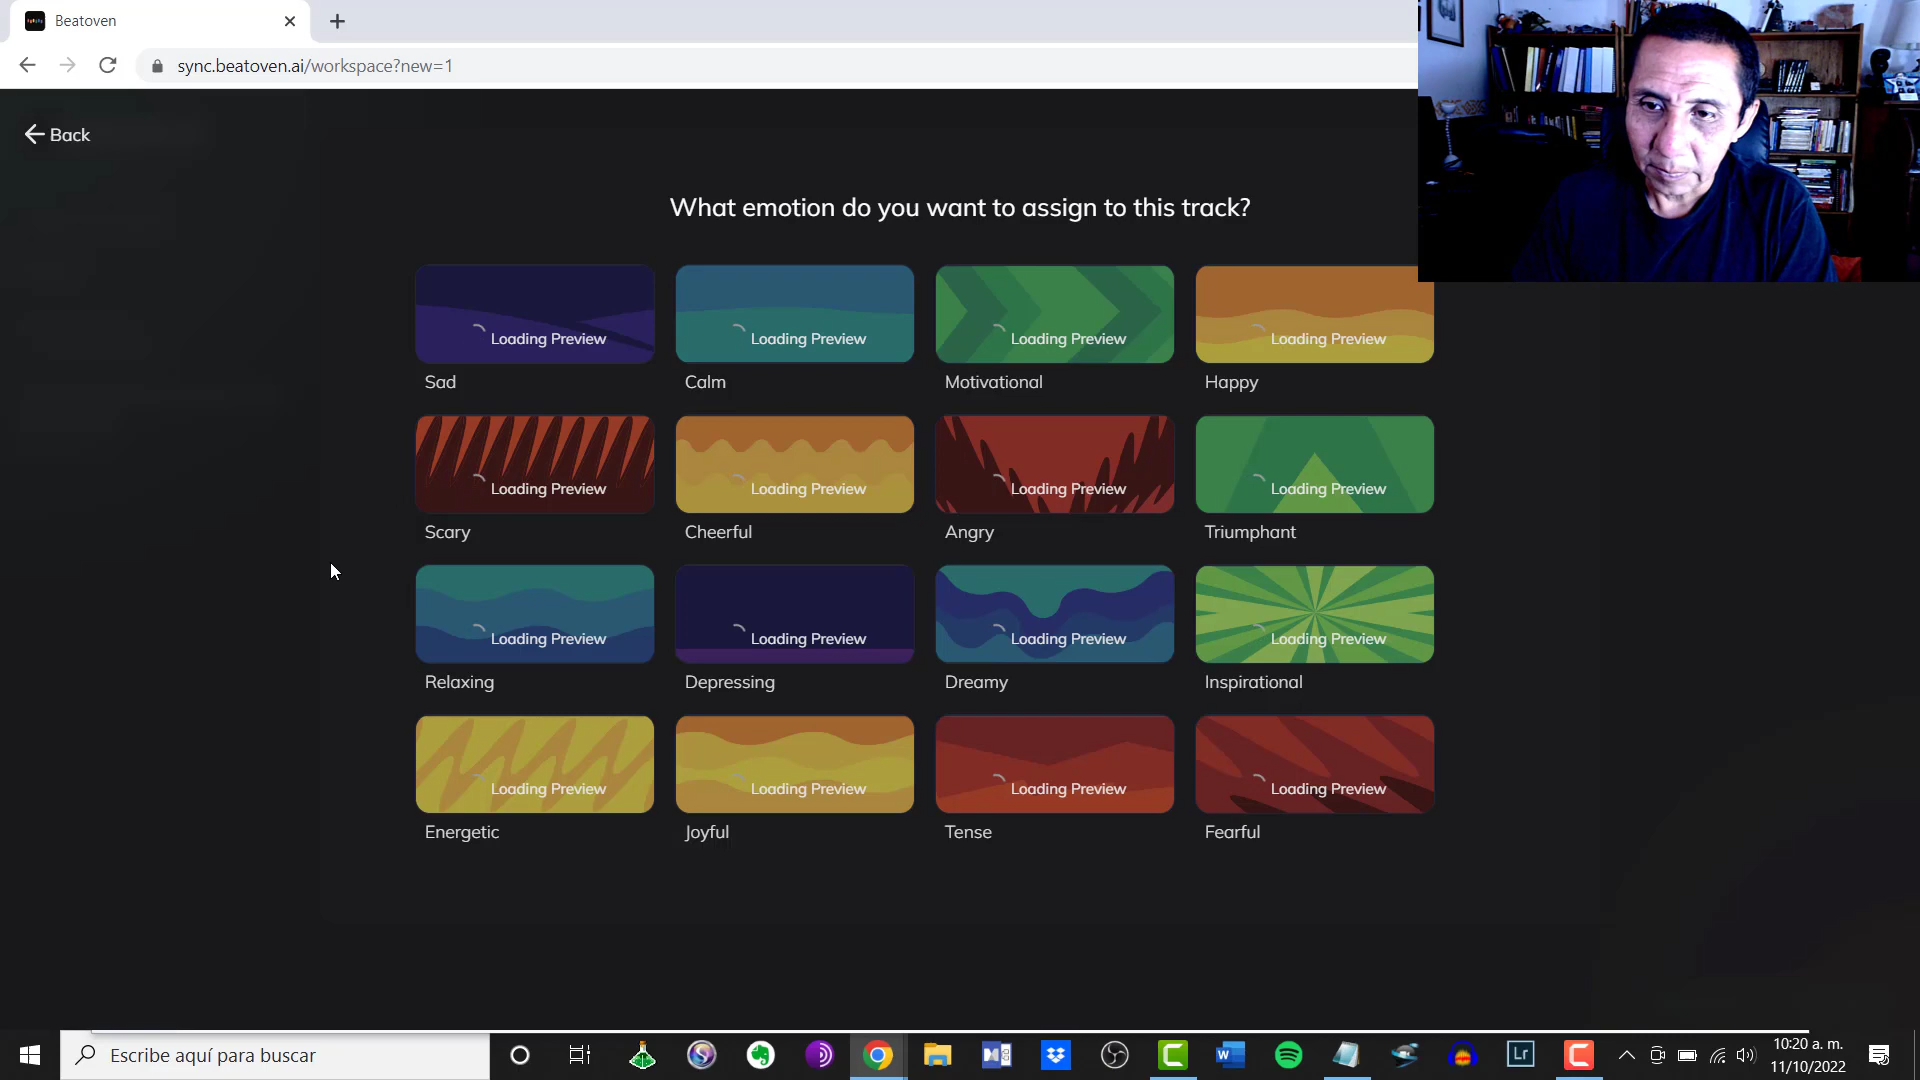 Beatoven
sync.beatoven.ai/workspace?new=1
Back
What emotion do you want to assign to this track?
Loading Preview Loading Preview Loading Preview Loading Preview
Sad Calm Motivational Happy
Loading Preview Loading Preview Loading Preview Loading Preview
Scary Cheerful Angry Triumphant
Loading Preview Loading Preview Loading Preview Loading Preview
Relaxing Depressing Dreamy Inspirational
Loading Preview Loading Preview Loading Preview Loading Preview
Energetic Joyful Tense Fearful
Escribe aquí para buscar
Lr
10:20 a. m.
11/10/2022